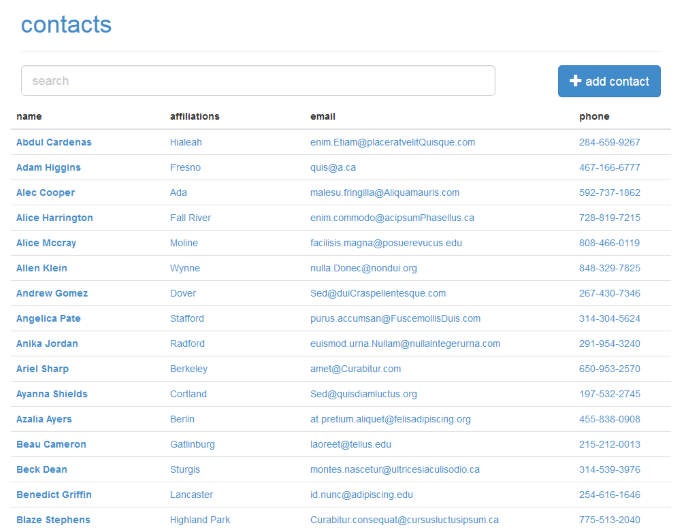 contacts
search
+ add contact
name affiliations email phone
Abdul Cardenas Hialeah enim.Etiam@placeratvelitQuisque.com 284-659-9267
Adam Higgins Fresno quis@a.ca 467-166-6777
Alec Cooper Ada malesu.fringilla@Aliquamauris.com 592-737-1862
Alice Harrington Fall River enim.commodo@acipsumPhasellus.ca 728-819-7215
Alice Mccray Moline facilisis.magna@posuerevucus.edu 808-466-0119
Allen Klein Wynne nulla.Donec@nondui.org 848-329-7825
Andrew Gomez Dover Sed@duiCraspellentesque.com 267-430-7346
Angelica Pate Stafford purus.accumsan@FuscemollisDuis.com 314-304-5624
Anika Jordan Radford euismod.urna.Nullam@nullaintegerurna.com 291-954-3240
Ariel Sharp Berkeley amet@Curabitur.com 650-953-2570
Ayanna Shields Cortland Sed@quisdiamluctus.org 197-532-2745
Azalia Ayers Berlin at.pretium.aliquet@felisadipiscing.org 455-838-0908
Beau Cameron Gatlinburg laoreet@tellus.edu 215-212-0013
Beck Dean Sturgis montes.nascetur@ultricesiaculisodio.ca 314-539-3976
Benedict Griffin Lancaster id.nunc@adipiscing.edu 254-616-1646
Blaze Stephens Highland Park Curabitur.consequat@cursusluctusipsum.ca 775-513-2040